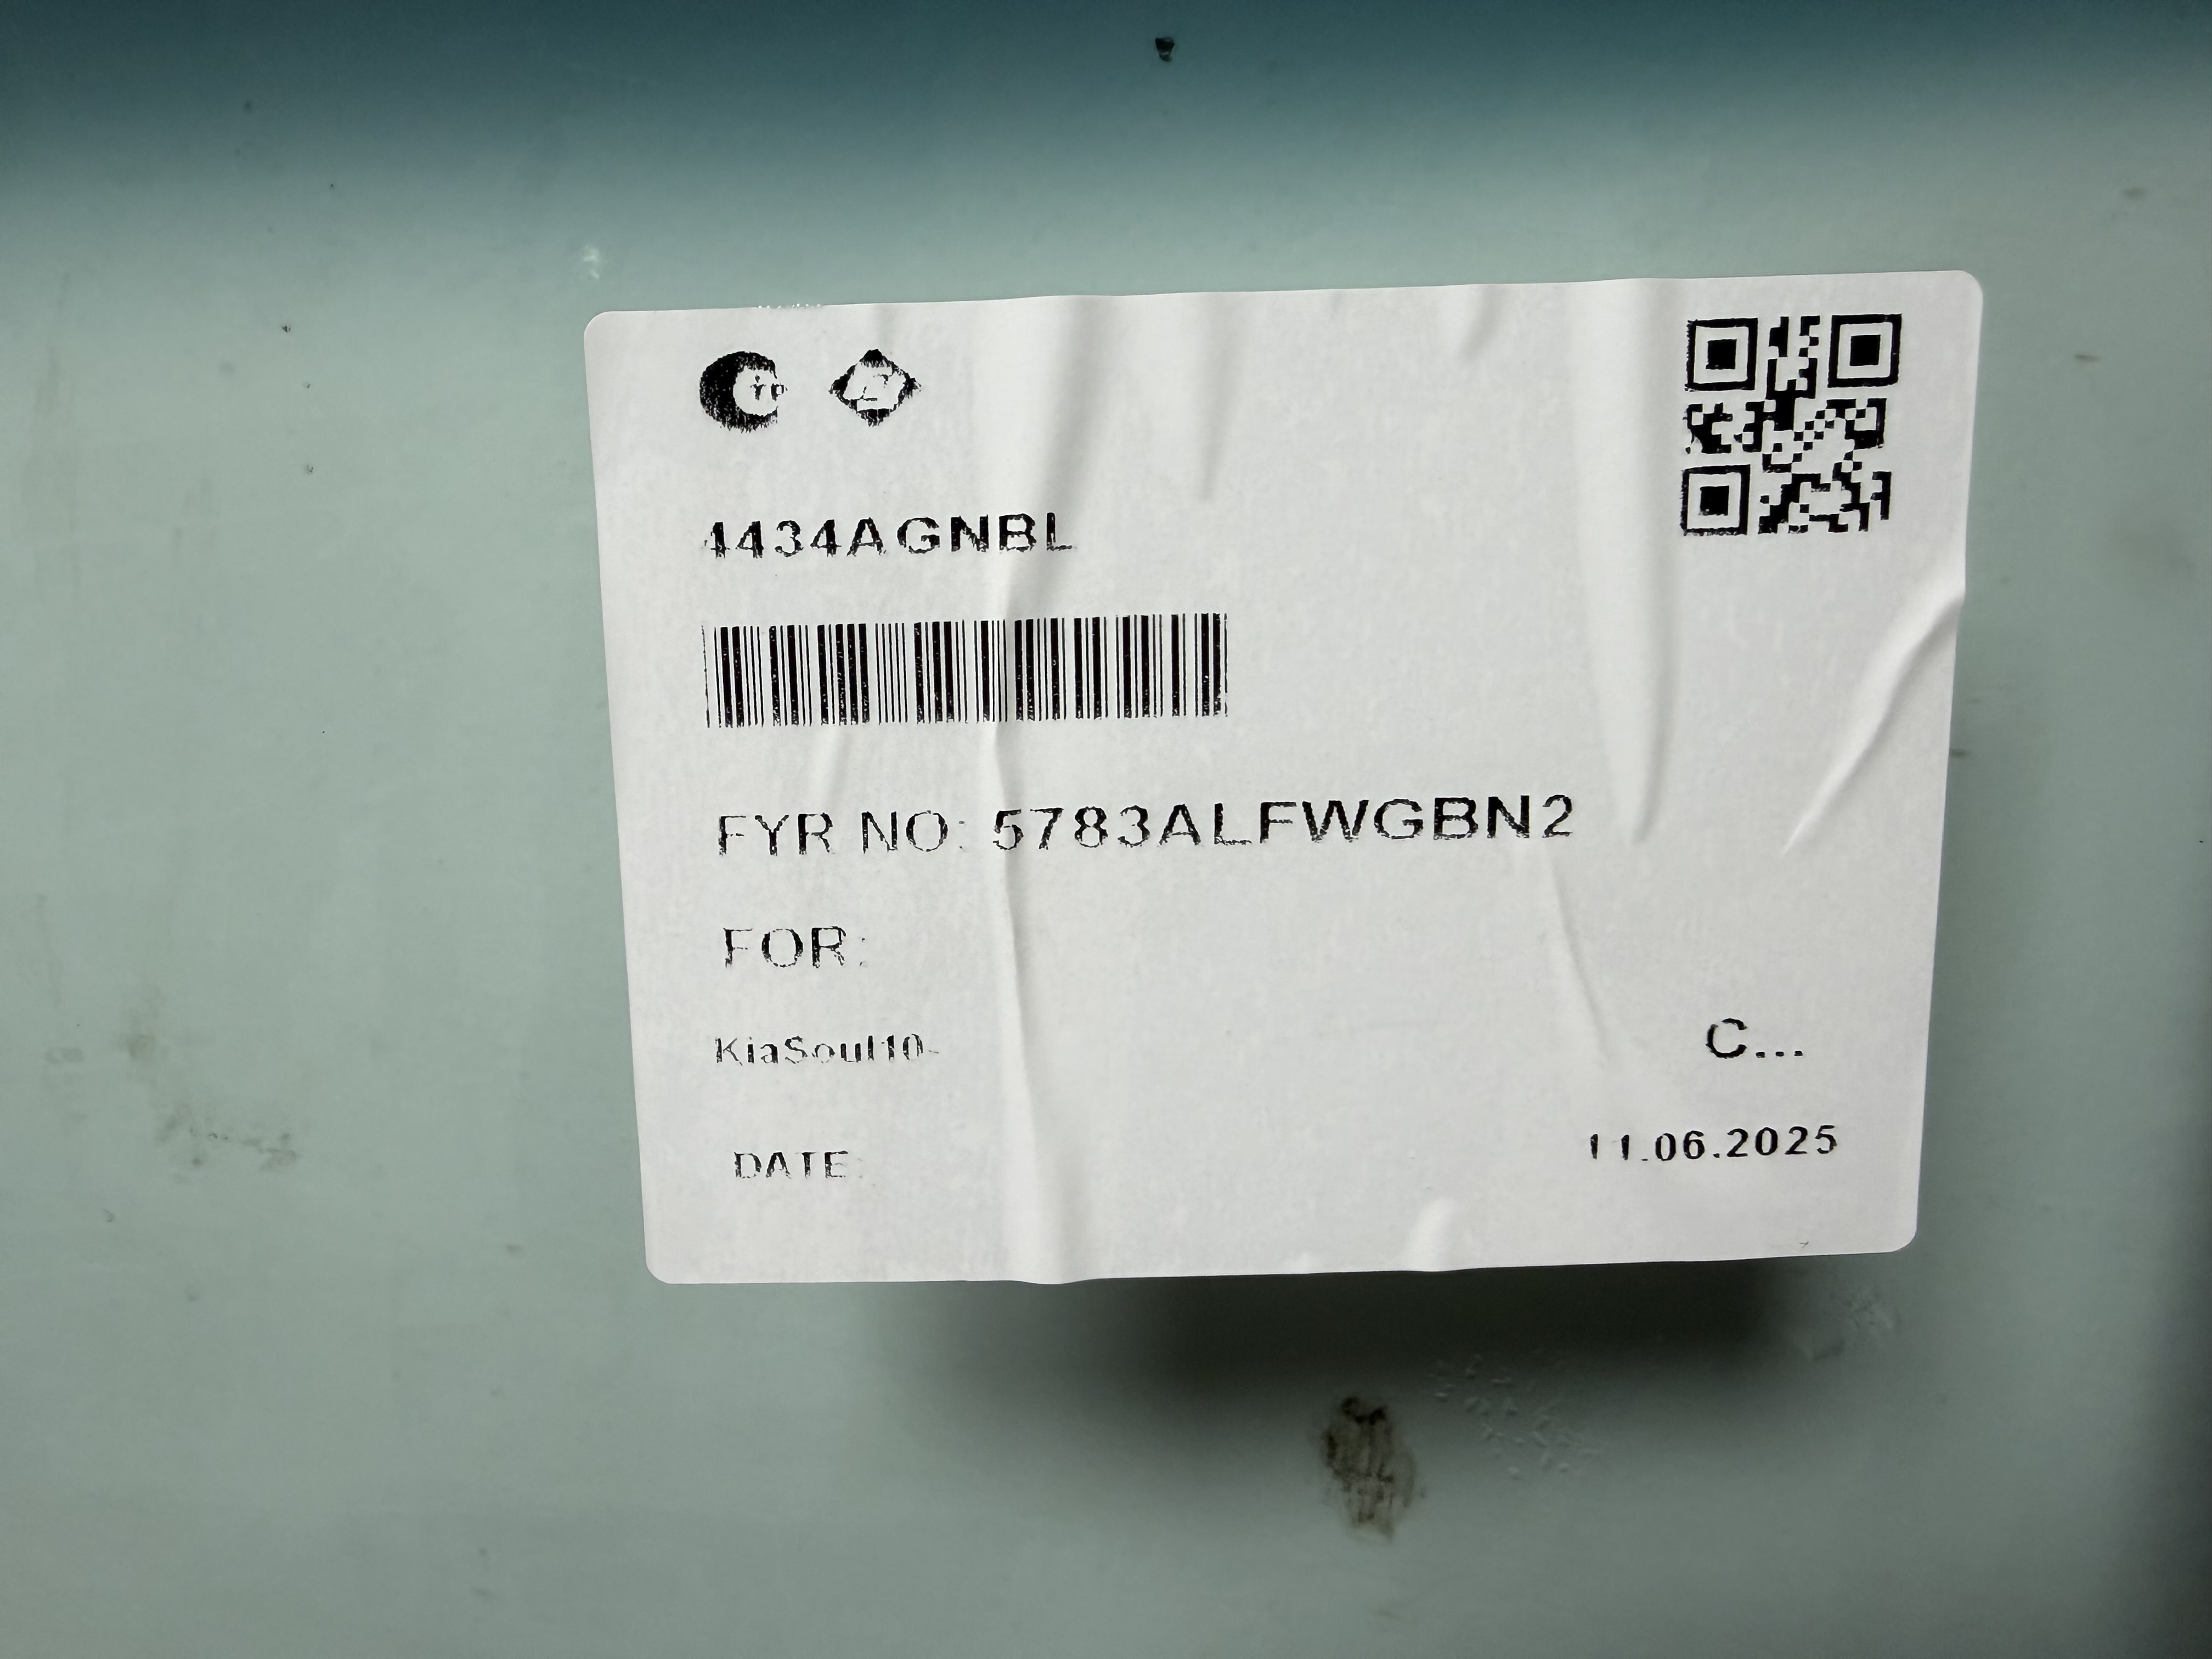 4434AGNBL
FYR NO: 5783ALFWGBN2
FOR:
KiaSoul10-
C...
DATE:
11.06.2025